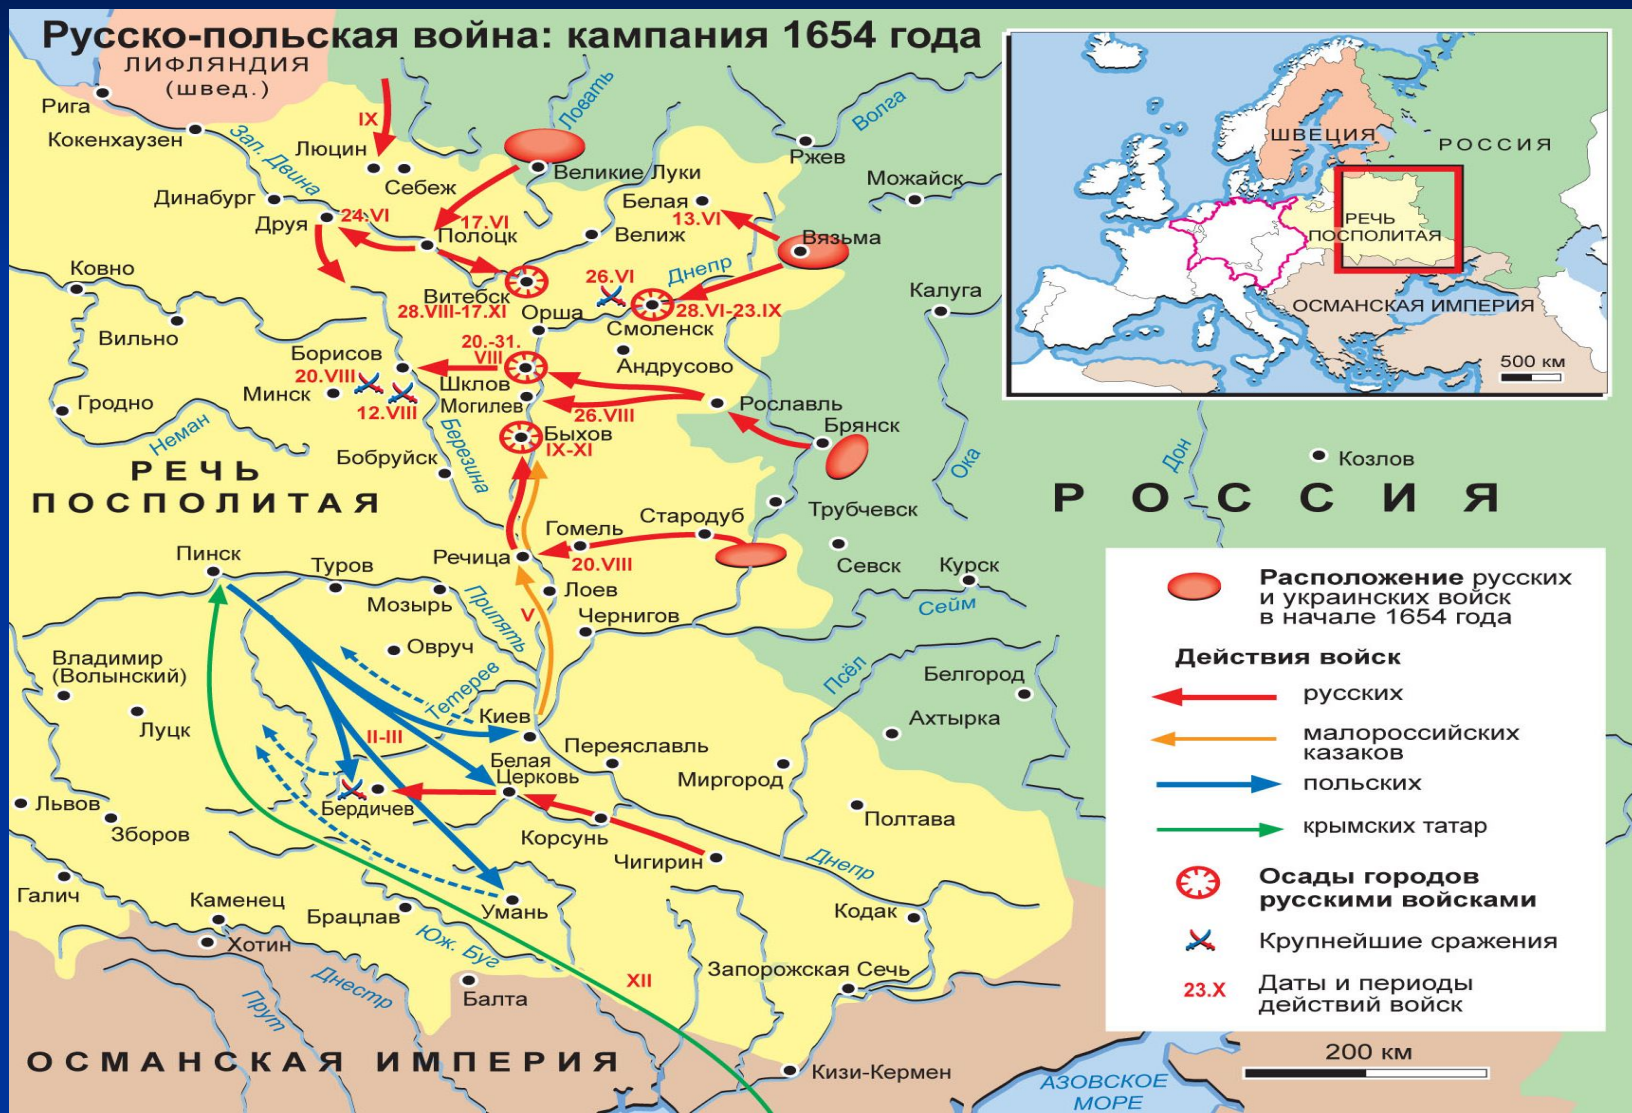 Русско-польская война: кампания 1654 года
ЛИФЛЯНДИЯ
(швед.)
Рига
Кокенхаузен
Зап. Двина
IX
Люцин
Себеж
Ловать
Великие Луки
Ржев
Волга
Можайск
Динабург
Друя
24.VI
17.VI
Полоцк
Белая
13.VI
Велиж
Вязьма
Днепр
Ковно
Вильно
Витебск
28.VIII-17.XI
26.VI
28.VI-23.IX
Смоленск
Орша
Калуга
Борисов
20.VIII
Минск
12.VIII
20.-31.
VIII
Шклов
Могилев
Андрусово
26.VIII
Рославль
Брянск
Гродно
Неман
Березина
Быхов
IX-XI
Бобруйск
Ока
Дон
Козлов
РЕЧЬ
ПОСПОЛИТАЯ
РОССИЯ
Трубчевск
Стародуб
Гомель
20.VIII
Речица
Севск
Курск
Пинск
Туров
Мозырь
Припять
Лоев
V
Чернигов
Сейм
Овруч
Владимир
(Волынский)
Луцк
Тетерев
Киев
II-III
Псёл
Белгород
Ахтырка
Переяславль
Миргород
Белая
Церковь
Бердичев
Львов
Зборов
Корсунь
Полтава
Чигирин
Днепр
Галич
Каменец
Брацлав
Умань
Кодак
Хотин
Юж. Буг
Днестр
Прут
Балта
XII
Запорожская Сечь
ОСМАНСКАЯ ИМПЕРИЯ
Кизи-Кермен
АЗОВСКОЕ
МОРЕ
200 км
ШВЕЦИЯ
РОССИЯ
РЕЧЬ
ПОСПОЛИТАЯ
ОСМАНСКАЯ ИМПЕРИЯ
500 км
Расположение русских
и украинских войск
в начале 1654 года
Действия войск
русских
малороссийских
казаков
польских
крымских татар
Осады городов
русскими войсками
Крупнейшие сражения
23.X
Даты и периоды
действий войск